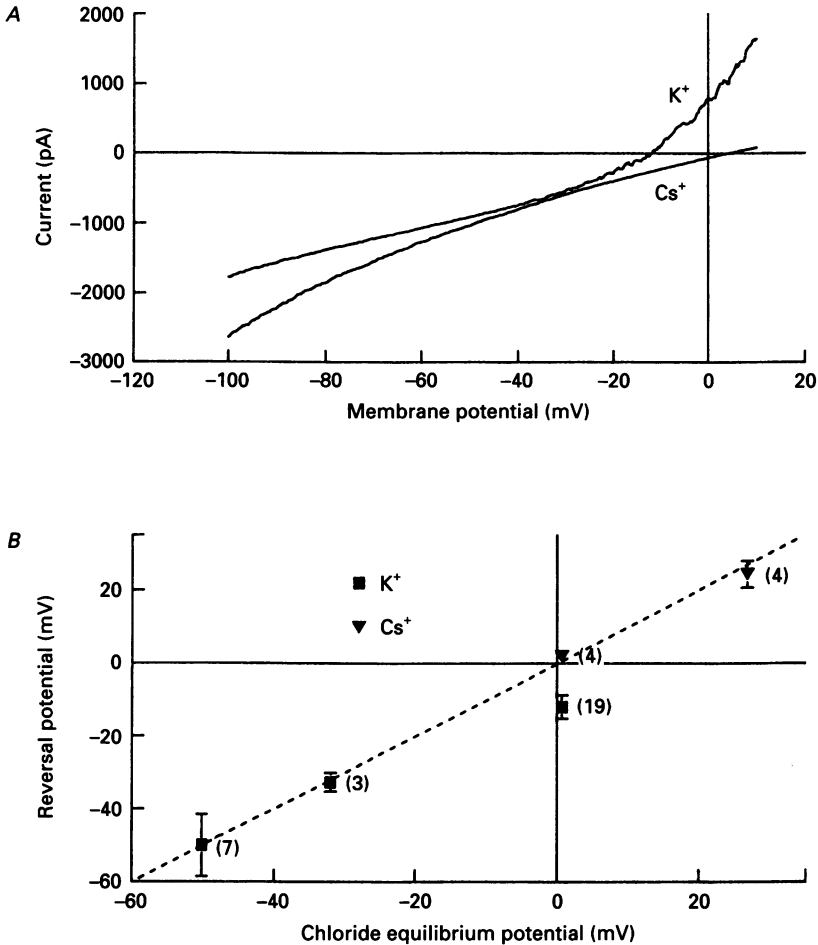 A
2000
1000
0
−1000
−2000
−3000
Current (pA)
K+
Cs+
−120 −100 −80 −60 −40 −20 0 20
Membrane potential (mV)
B
20
0
−20
−40
−60
Reversal potential (mV)
K+
Cs+
(4)
(4)
(19)
(3)
(7)
−60 −40 −20 0 20
Chloride equilibrium potential (mV)